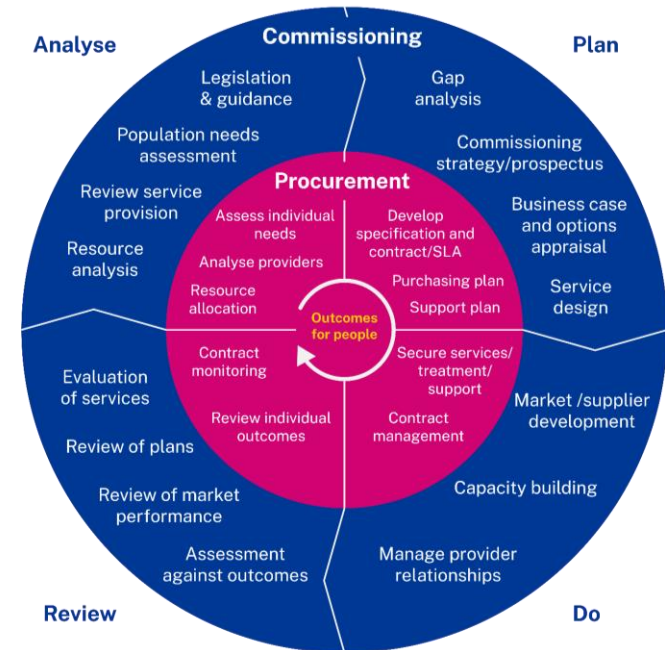 Analyse
Commissioning
Plan
Legislation
& guidance
Population needs
assessment
Review service
provision
Resource
analysis
Gap
analysis
Commissioning
strategy/prospectus
Business case
and options
appraisal
Service
design
Procurement
Assess individual
needs
Analyse providers
Resource
allocation
Develop
specification and
contract/SLA
Purchasing plan
Support plan
Outcomes
for people
Contract
monitoring
Review individual
outcomes
Secure services/
treatment/
support
Contract
management
Evaluation
of services
Review of plans
Review of market
performance
Assessment
against outcomes
Market /supplier
development
Capacity building
Manage provider
relationships
Review
Do